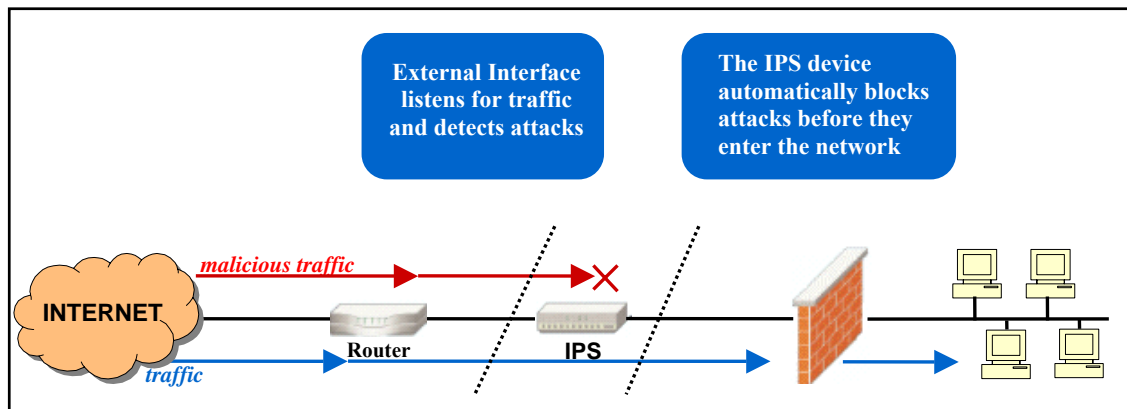 External Interface
listens for traffic
and detects attacks
The IPS device
automatically blocks
attacks before they
enter the network
malicious traffic
INTERNET
Router
IPS
traffic